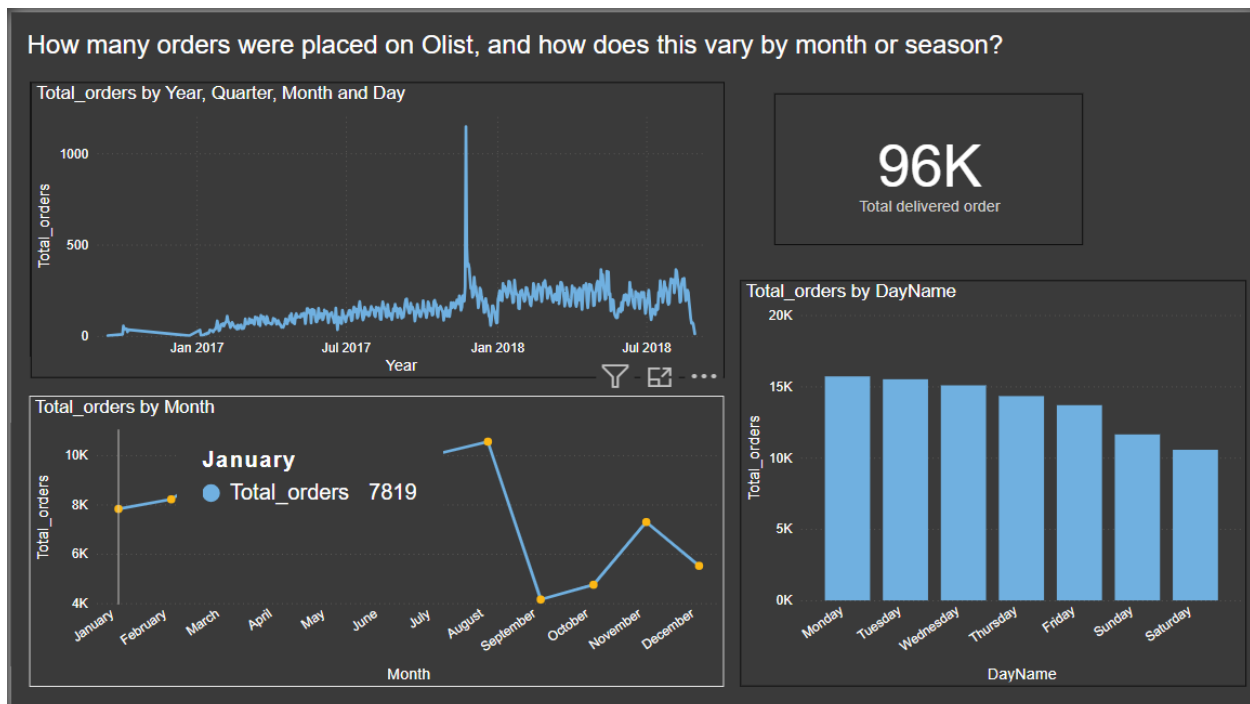 How many orders were placed on Olist, and how does this vary by month or season?
Total_orders by Year, Quarter, Month and Day
Total_orders
1000
500
0
Jan 2017
Jul 2017
Jan 2018
Jul 2018
Year
96K
Total delivered order
Total_orders by Month
Total_orders
10K
8K
6K
4K
January
Total_orders 7819
January
February
March
April
May
June
July
August
September
October
November
December
Month
Total_orders by DayName
Total_orders
20K
15K
10K
5K
0K
Monday
Tuesday
Wednesday
Thursday
Friday
Sunday
Saturday
DayName